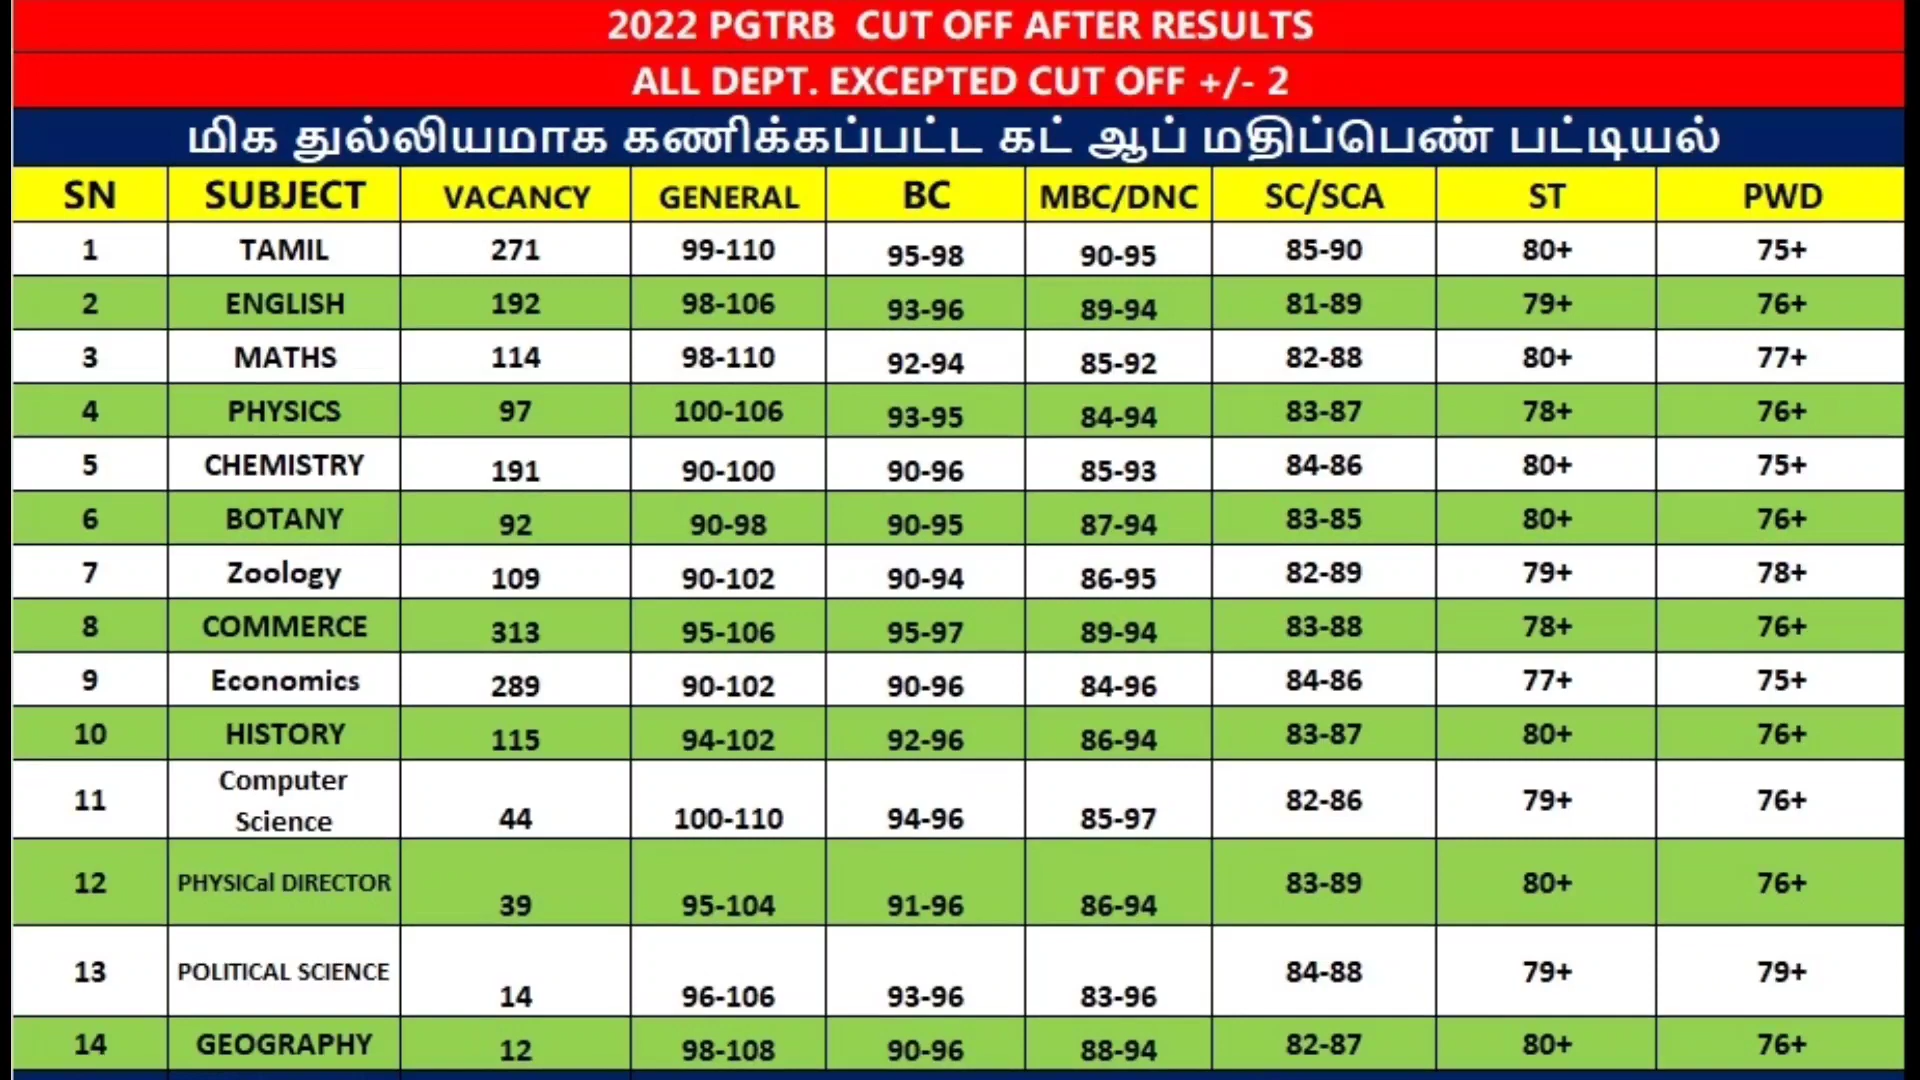 2022 PGTRB CUT OFF AFTER RESULTS
ALL DEPT. EXCEPTED CUT OFF +/- 2
மிக துல்லியமாக கணிக்கப்பட்ட கட் ஆப் மதிப்பெண் பட்டியல்
SN SUBJECT VACANCY GENERAL BC MBC/DNC SC/SCA ST PWD
1 TAMIL 271 99-110 95-98 90-95 85-90 80+ 75+
2 ENGLISH 192 98-106 93-96 89-94 81-89 79+ 76+
3 MATHS 114 98-110 92-94 85-92 82-88 80+ 77+
4 PHYSICS 97 100-106 93-95 84-94 83-87 78+ 76+
5 CHEMISTRY 191 90-100 90-96 85-93 84-86 80+ 75+
6 BOTANY 92 90-98 90-95 87-94 83-85 80+ 76+
7 Zoology 109 90-102 90-94 86-95 82-89 79+ 78+
8 COMMERCE 313 95-106 95-97 89-94 83-88 78+ 76+
9 Economics 289 90-102 90-96 84-96 84-86 77+ 75+
10 HISTORY 115 94-102 92-96 86-94 83-87 80+ 76+
11 Computer Science 44 100-110 94-96 85-97 82-86 79+ 76+
12 PHYSICal DIRECTOR 39 95-104 91-96 86-94 83-89 80+ 76+
13 POLITICAL SCIENCE 14 96-106 93-96 83-96 84-88 79+ 79+
14 GEOGRAPHY 12 98-108 90-96 88-94 82-87 80+ 76+